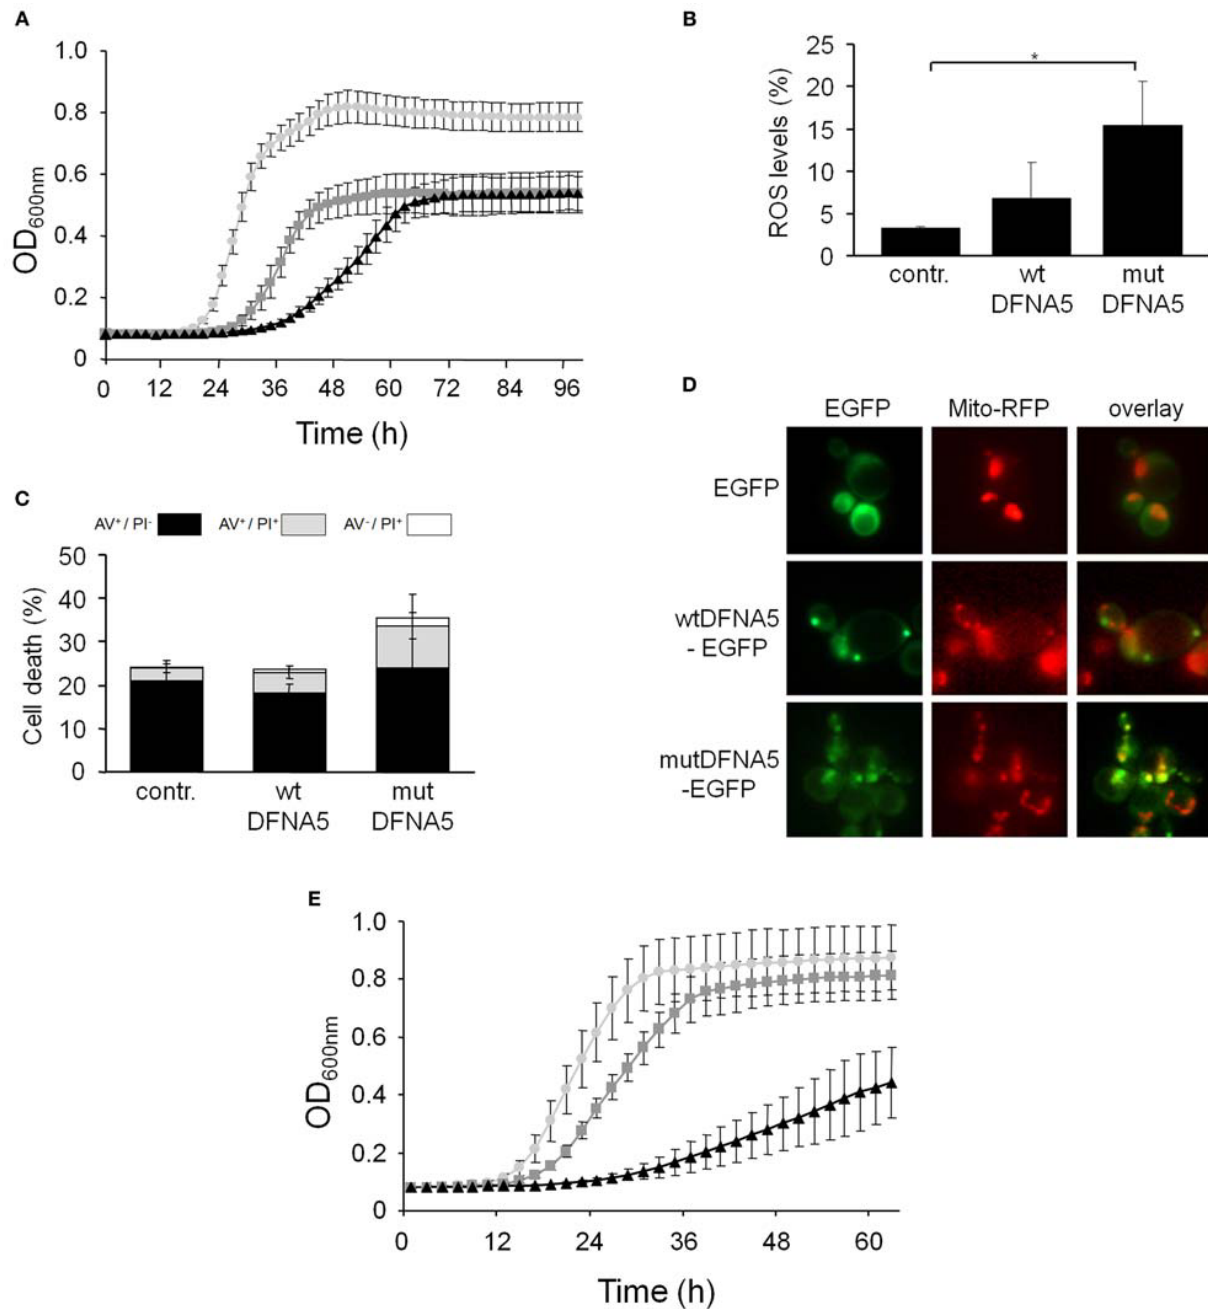 A
1.0
0.8
0.6
0.4
0.2
0
OD600nm
0 12 24 36 48 60 72 84 96
Time (h)
B
25
20
15
10
5
0
ROS levels (%)
*
contr. wt DFNA5 mut DFNA5
C
AV+/ PI- AV+/ PI+ AV-/ PI+
50
40
30
20
10
0
Cell death (%)
contr. wt DFNA5 mut DFNA5
D
EGFP Mito-RFP overlay
EGFP
wtDFNA5
- EGFP
mutDFNA5
-EGFP
E
1.0
0.8
0.6
0.4
0.2
0
OD600nm
0 12 24 36 48 60
Time (h)